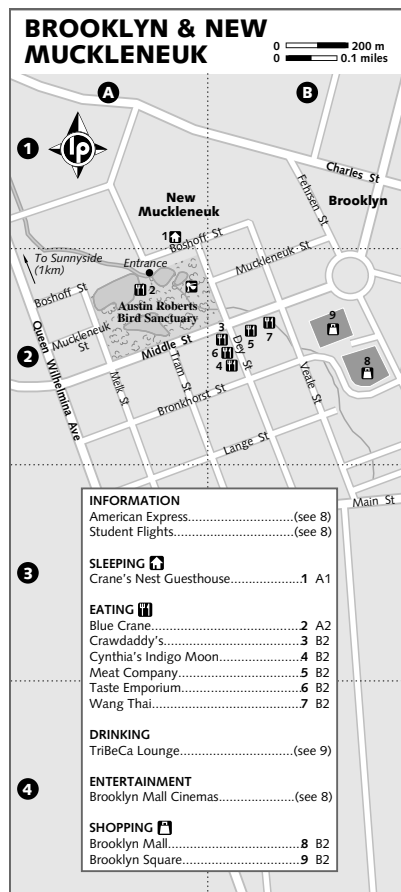 BROOKLYN & NEW
MUCKLENEUK
0 200 m
0 0.1 miles
A B
1
lp
Charles St
Fehrsen St
New
Muckleneuk
Brooklyn
1
Boshoff St
To Sunnyside
(1km)
Entrance
Muckleneuk St
2
Boshoff St
Austin Roberts
Bird Sanctuary
9
3
5
7
Muckleneuk
St
Middle St
Dey St
2
6
4
8
Queen Wilhelmina Ave
Melk St
Tram St
Bronkhorst St
Veale St
Lange St
Main St
INFORMATION
American Express.......................(see 8)
Student Flights...........................(see 8)
SLEEPING
Crane's Nest Guesthouse...............1 A1
3
EATING
Blue Crane...............................2 A2
Crawdaddy's.............................3 B2
Cynthia's Indigo Moon.................4 B2
Meat Company..........................5 B2
Taste Emporium.........................6 B2
Wang Thai................................7 B2
DRINKING
TriBeCa Lounge.........................(see 9)
ENTERTAINMENT
4
Brooklyn Mall Cinemas................(see 8)
SHOPPING
Brooklyn Mall............................8 B2
Brooklyn Square.........................9 B2